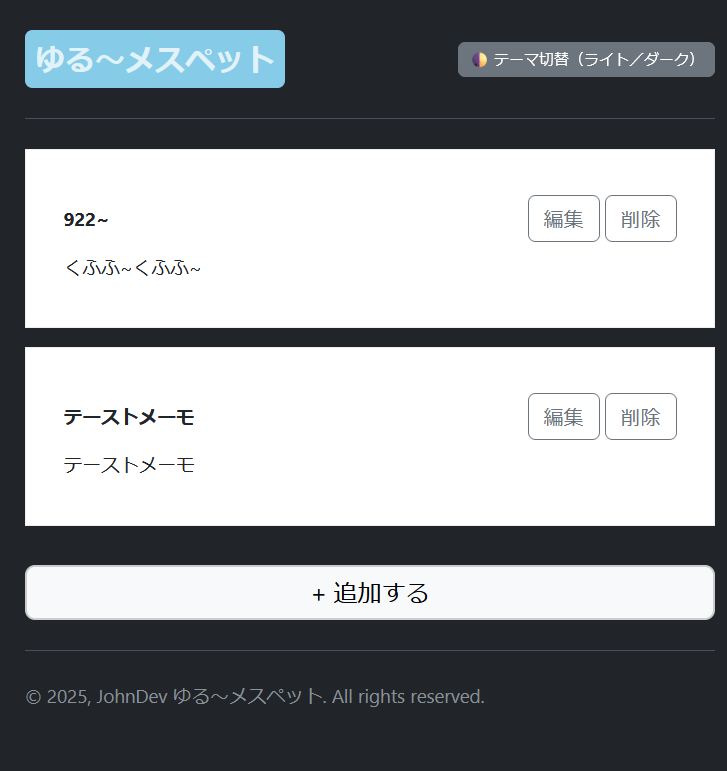 ゆる～メスペット
🌓 テーマ切替（ライト／ダーク）
922~
編集 削除
くふふ~くふふ~
テーストメーモ
編集 削除
テーストメーモ
+ 追加する
© 2025, JohnDev ゆる～メスペット. All rights reserved.